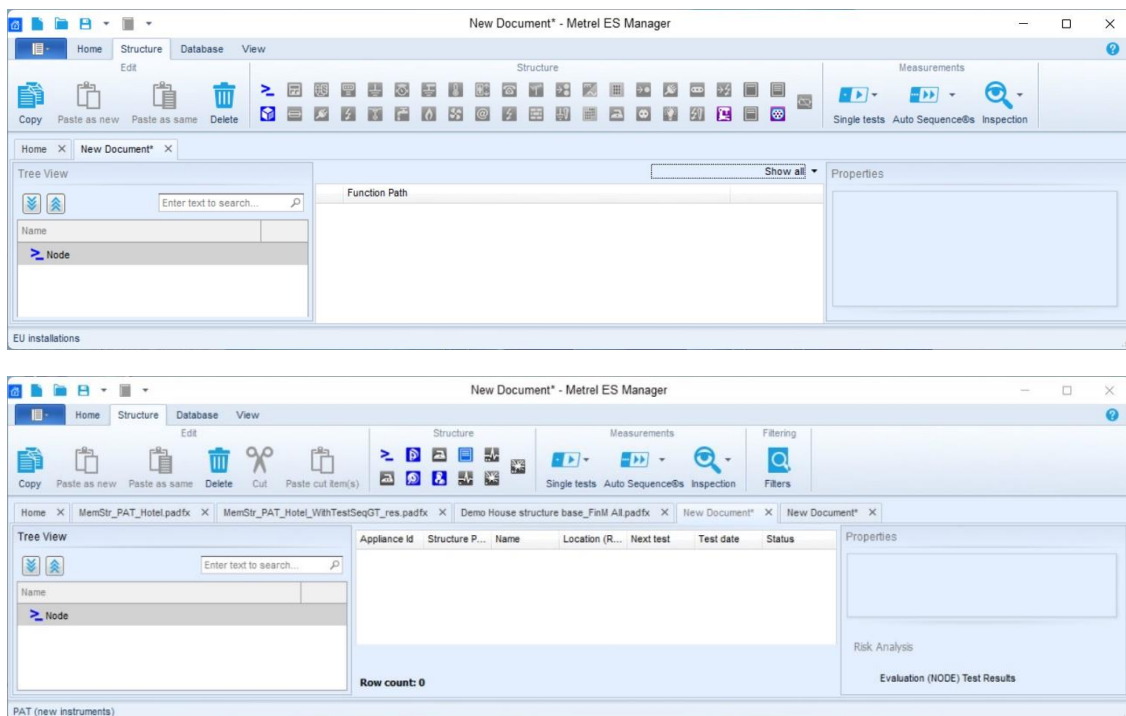 New Document* - Metrel ES Manager
Home Structure Database View
Edit Structure Measurements
Copy Paste as new Paste as same Delete Single tests Auto Sequence®s Inspection
Home New Document*
Tree View Show all Properties
Enter text to search... Function Path
Name
Node
EU installations
New Document* - Metrel ES Manager
Home Structure Database View
Edit Structure Measurements Filtering
Copy Paste as new Paste as same Delete Cut Paste cut item(s) Single tests Auto Sequence®s Inspection Filters
Home MemStr_PAT_Hotel.padfx MemStr_PAT_Hotel_WithTestSeqGT_res.padfx Demo House structure base_FinM All.padfx New Document* New Document*
Tree View Appliance Id Structure P... Name Location (R... Next test Test date Status Properties
Enter text to search...
Name
Node
Risk Analysis
Row count: 0 Evaluation (NODE) Test Results
PAT (new instruments)